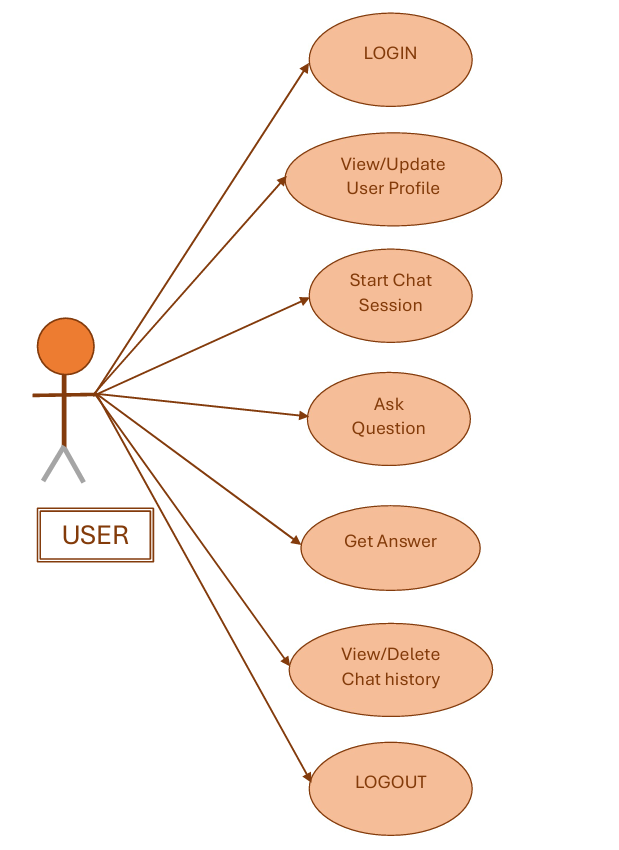 LOGIN
View/Update
User Profile
Start Chat
Session
Ask
Question
USER
Get Answer
View/Delete
Chat history
LOGOUT